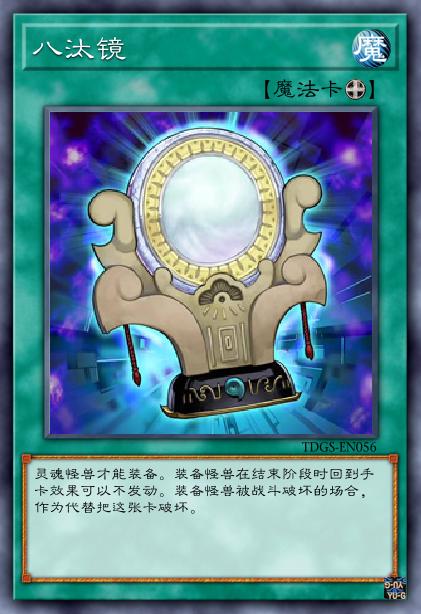 八汰镜
魔
【魔法卡】
TDGS-EN056
灵魂怪兽才能装备。装备怪兽在结束阶段时回到手
卡效果可以不发动。装备怪兽被战斗破坏的场合，
作为代替把这张卡破坏。